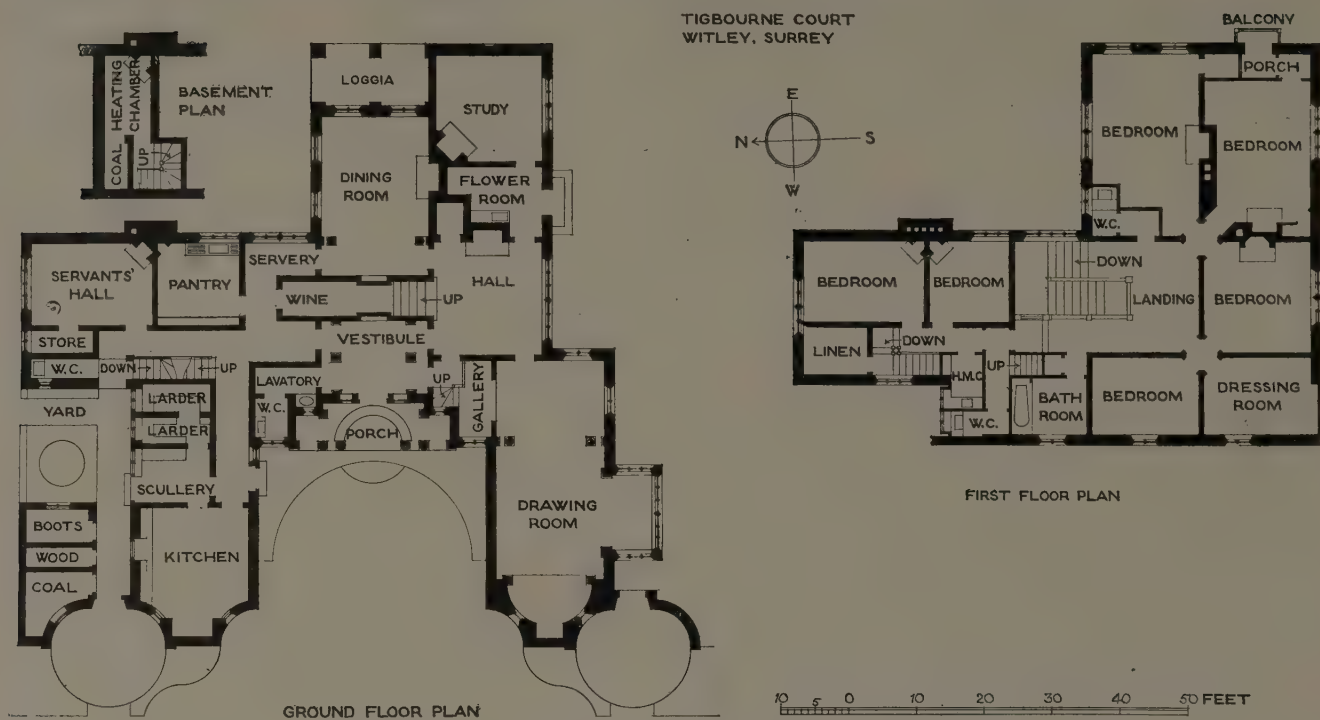 TIGBOURNE COURT
WITLEY, SURREY
BASEMENT
PLAN
HEATING
CHAMBER
COAL
UP
LOGGIA
STUDY
DINING
ROOM
FLOWER
ROOM
SERVANTS'
HALL
PANTRY
SERVERY
WINE
UP
HALL
STORE
VESTIBULE
W.C.
DOWN
UP
LAVATORY
UP
GALLERY
LARDER
W.C.
YARD
LARDER
PORCH
SCULLERY
BOOTS
DRAWING
ROOM
WOOD
KITCHEN
COAL
GROUND FLOOR PLAN
E
N
S
W
BALCONY
PORCH
BEDROOM
BEDROOM
W.C.
DOWN
BEDROOM
BEDROOM
LANDING
BEDROOM
DOWN
LINEN
H.M.C.
UP
BATH
ROOM
BEDROOM
DRESSING
ROOM
W.C.
FIRST FLOOR PLAN
10 5 0 10 20 30 40 50 FEET